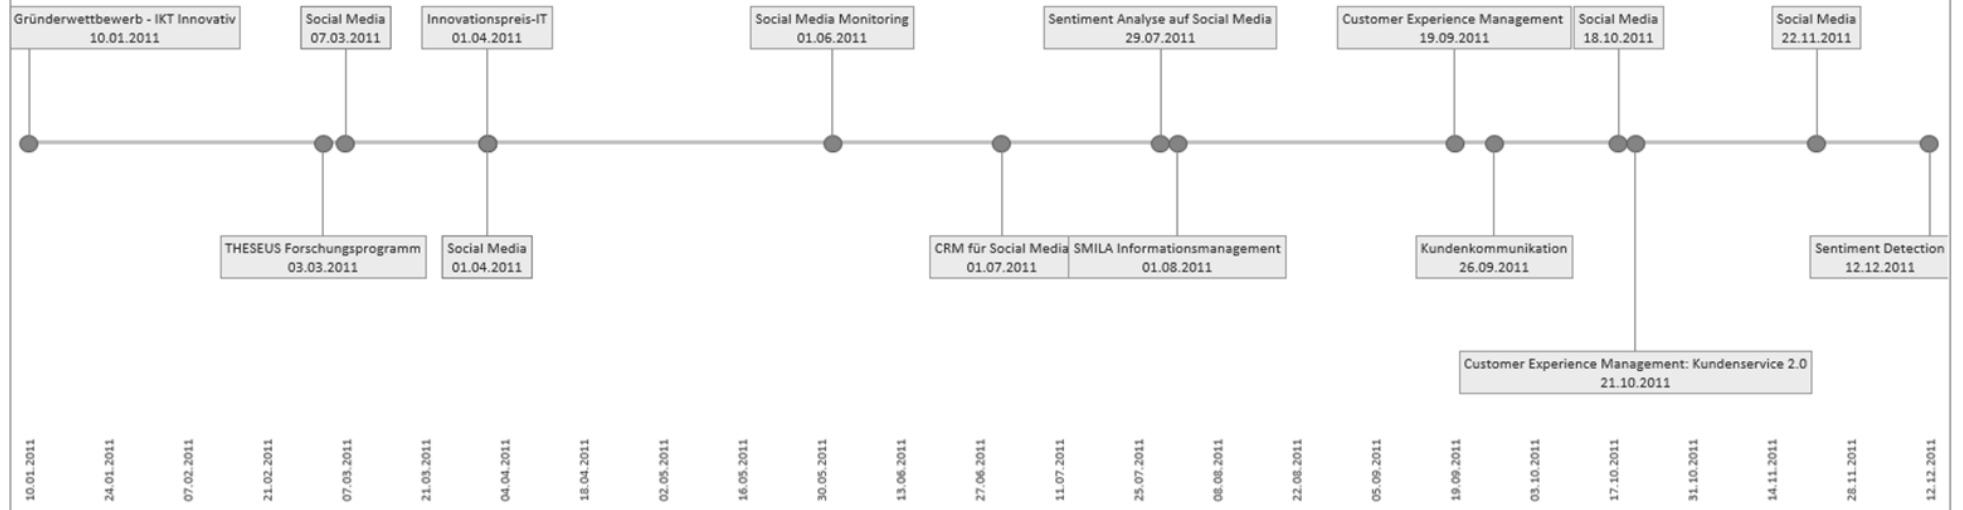 Gründerwettbewerb - IKT Innovativ
10.01.2011
Social Media
07.03.2011
Innovationspreis-IT
01.04.2011
Social Media Monitoring
01.06.2011
Sentiment Analyse auf Social Media
29.07.2011
Customer Experience Management
19.09.2011
Social Media
18.10.2011
Social Media
22.11.2011
THESEUS Forschungsprogramm
03.03.2011
Social Media
01.04.2011
CRM für Social Media
01.07.2011
SMILA Informationsmanagement
01.08.2011
Kundenkommunikation
26.09.2011
Sentiment Detection
12.12.2011
Customer Experience Management: Kundenservice 2.0
21.10.2011
10.01.2011
24.01.2011
07.02.2011
21.02.2011
07.03.2011
21.03.2011
04.04.2011
18.04.2011
02.05.2011
16.05.2011
30.05.2011
13.06.2011
27.06.2011
11.07.2011
25.07.2011
08.08.2011
22.08.2011
05.09.2011
19.09.2011
03.10.2011
17.10.2011
31.10.2011
14.11.2011
28.11.2011
12.12.2011